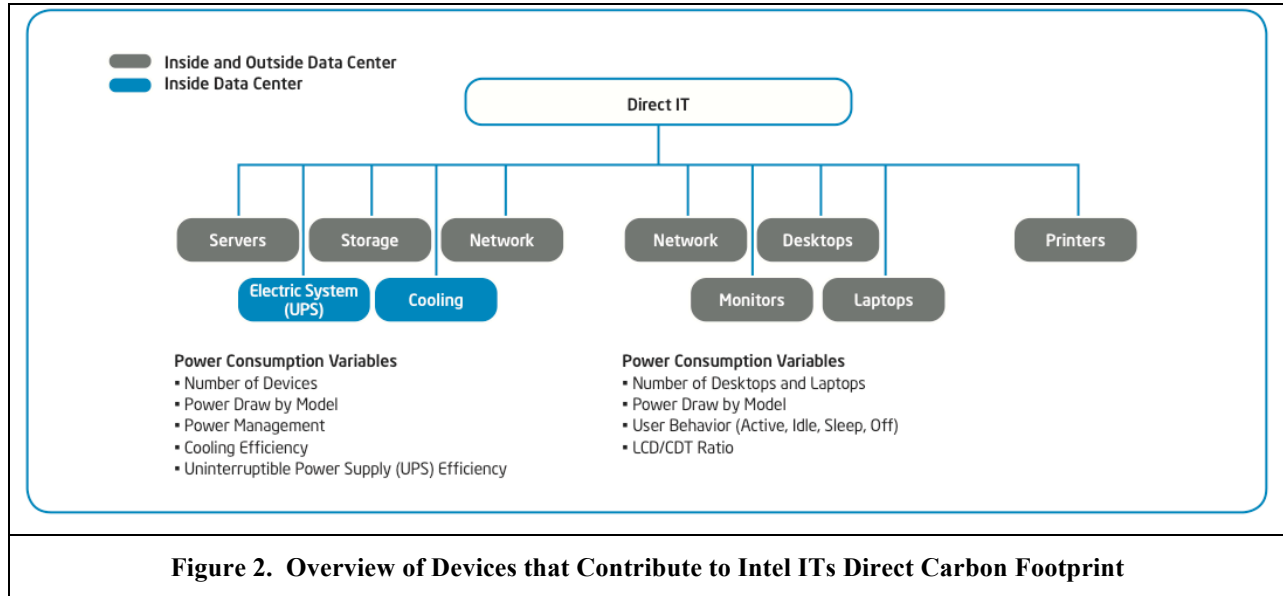 Inside and Outside Data Center
Inside Data Center
Direct IT
Servers
Storage
Network
Network
Desktops
Printers
Electric System
(UPS)
Cooling
Monitors
Laptops
Power Consumption Variables
▪ Number of Devices
▪ Power Draw by Model
▪ Power Management
▪ Cooling Efficiency
▪ Uninterruptible Power Supply (UPS) Efficiency
Power Consumption Variables
▪ Number of Desktops and Laptops
▪ Power Draw by Model
▪ User Behavior (Active, Idle, Sleep, Off)
▪ LCD/CDT Ratio
Figure 2. Overview of Devices that Contribute to Intel ITs Direct Carbon Footprint